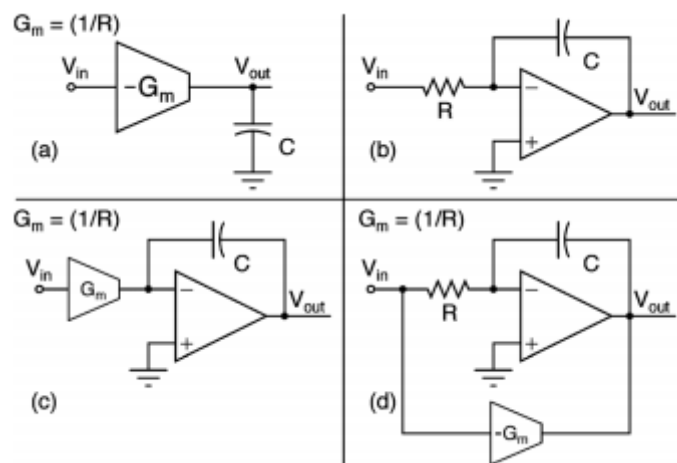 G_m = (1/R)
V_in
-G_m
V_out
C
(a)
V_in
R
C
−
+
V_out
(b)
G_m = (1/R)
V_in
G_m
C
−
+
V_out
(c)
G_m = (1/R)
V_in
R
C
−
+
V_out
(d)
-G_m